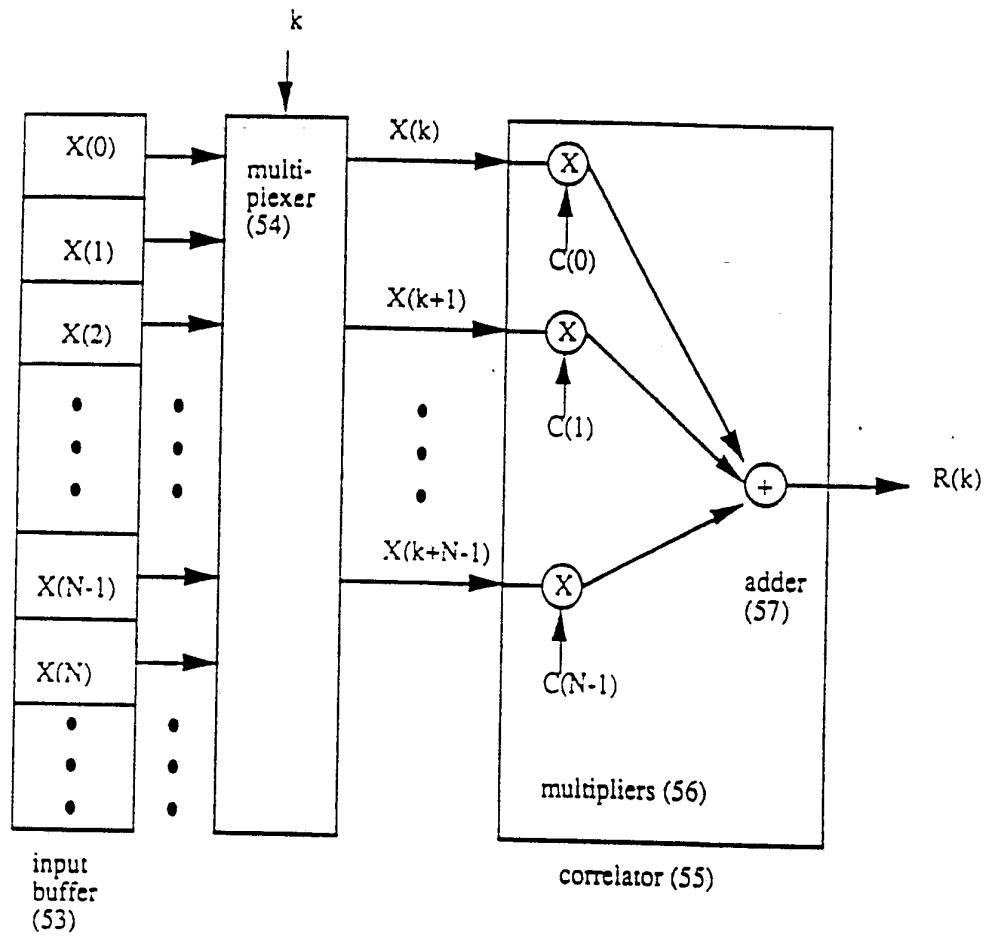 k
X(0)
X(1)
X(2)
X(N-1)
X(N)
input
buffer
(53)
multi-
plexer
(54)
X(k)
X(k+1)
X(k+N-1)
X
C(0)
X
C(1)
X
C(N-1)
+
adder
(57)
multipliers (56)
correlator (55)
R(k)